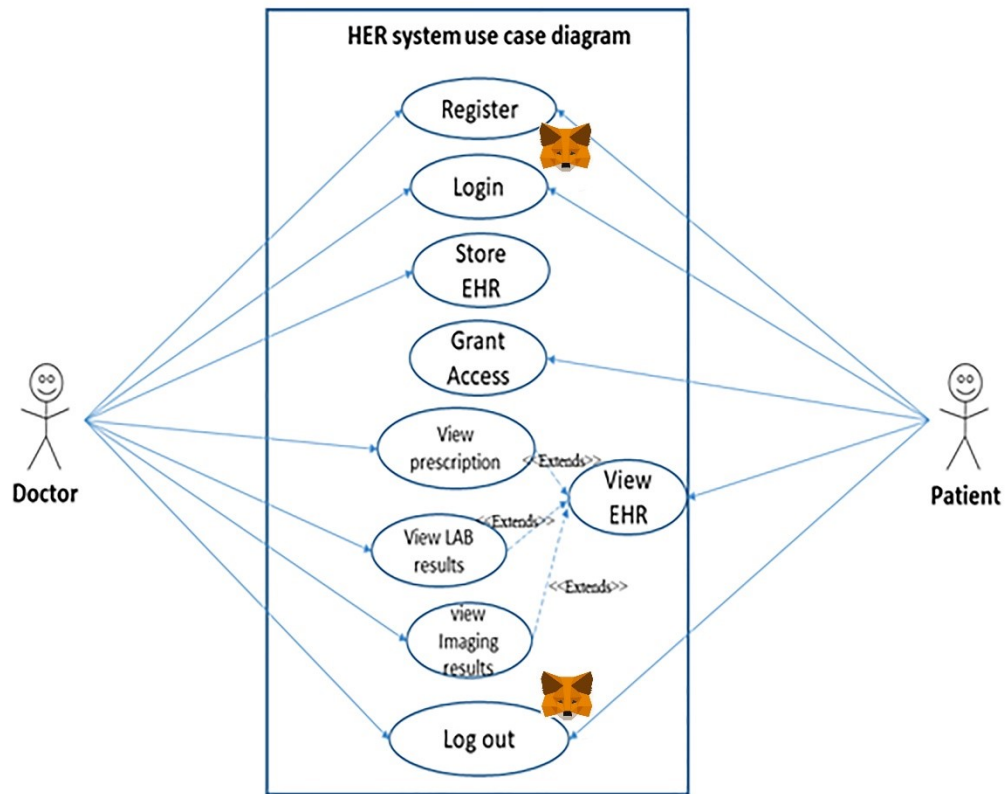 HER system use case diagram
Register
Login
Store
EHR
Grant
Access
View
prescription
<<Extends>>
View
EHR
<<Extends>>
View LAB
results
<<Extends>>
view
Imaging
results
Log out
Doctor
Patient